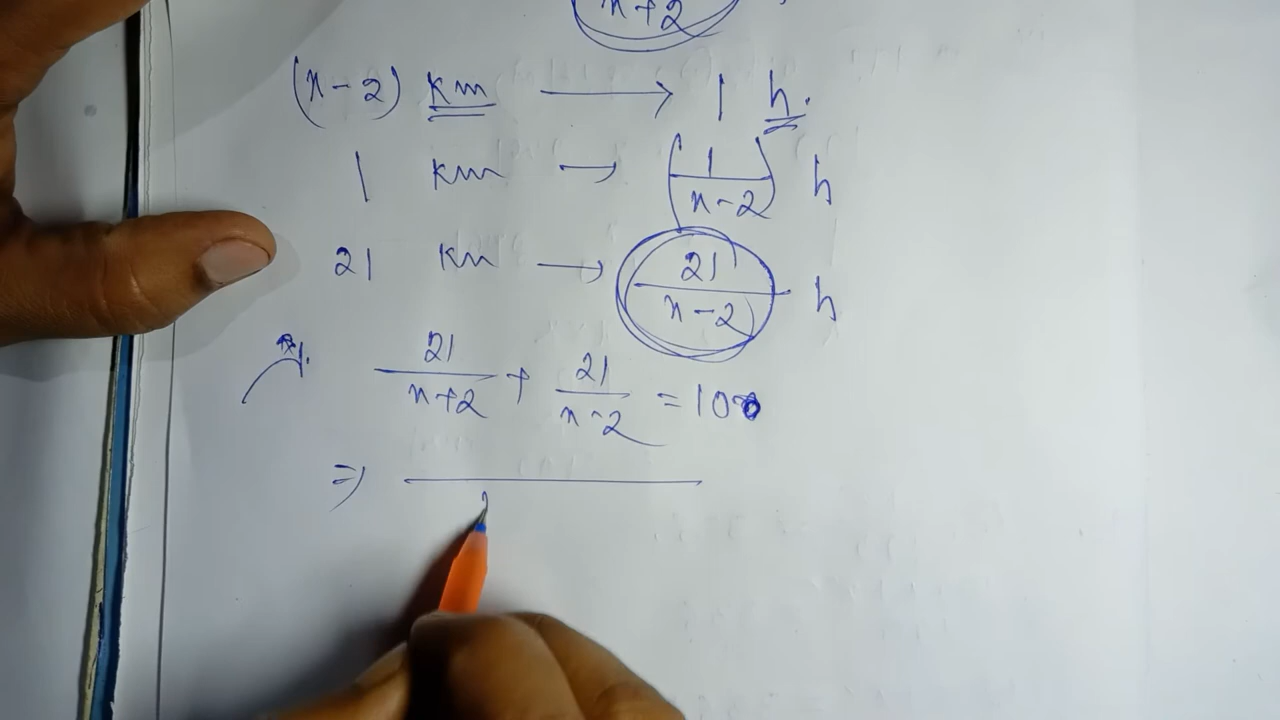 x+2
(x-2) km → 1 h.
1 km → (1/(x-2)) h
21 km → 21/(x-2) h
21/(x+2) + 21/(x-2) = 10
⇒